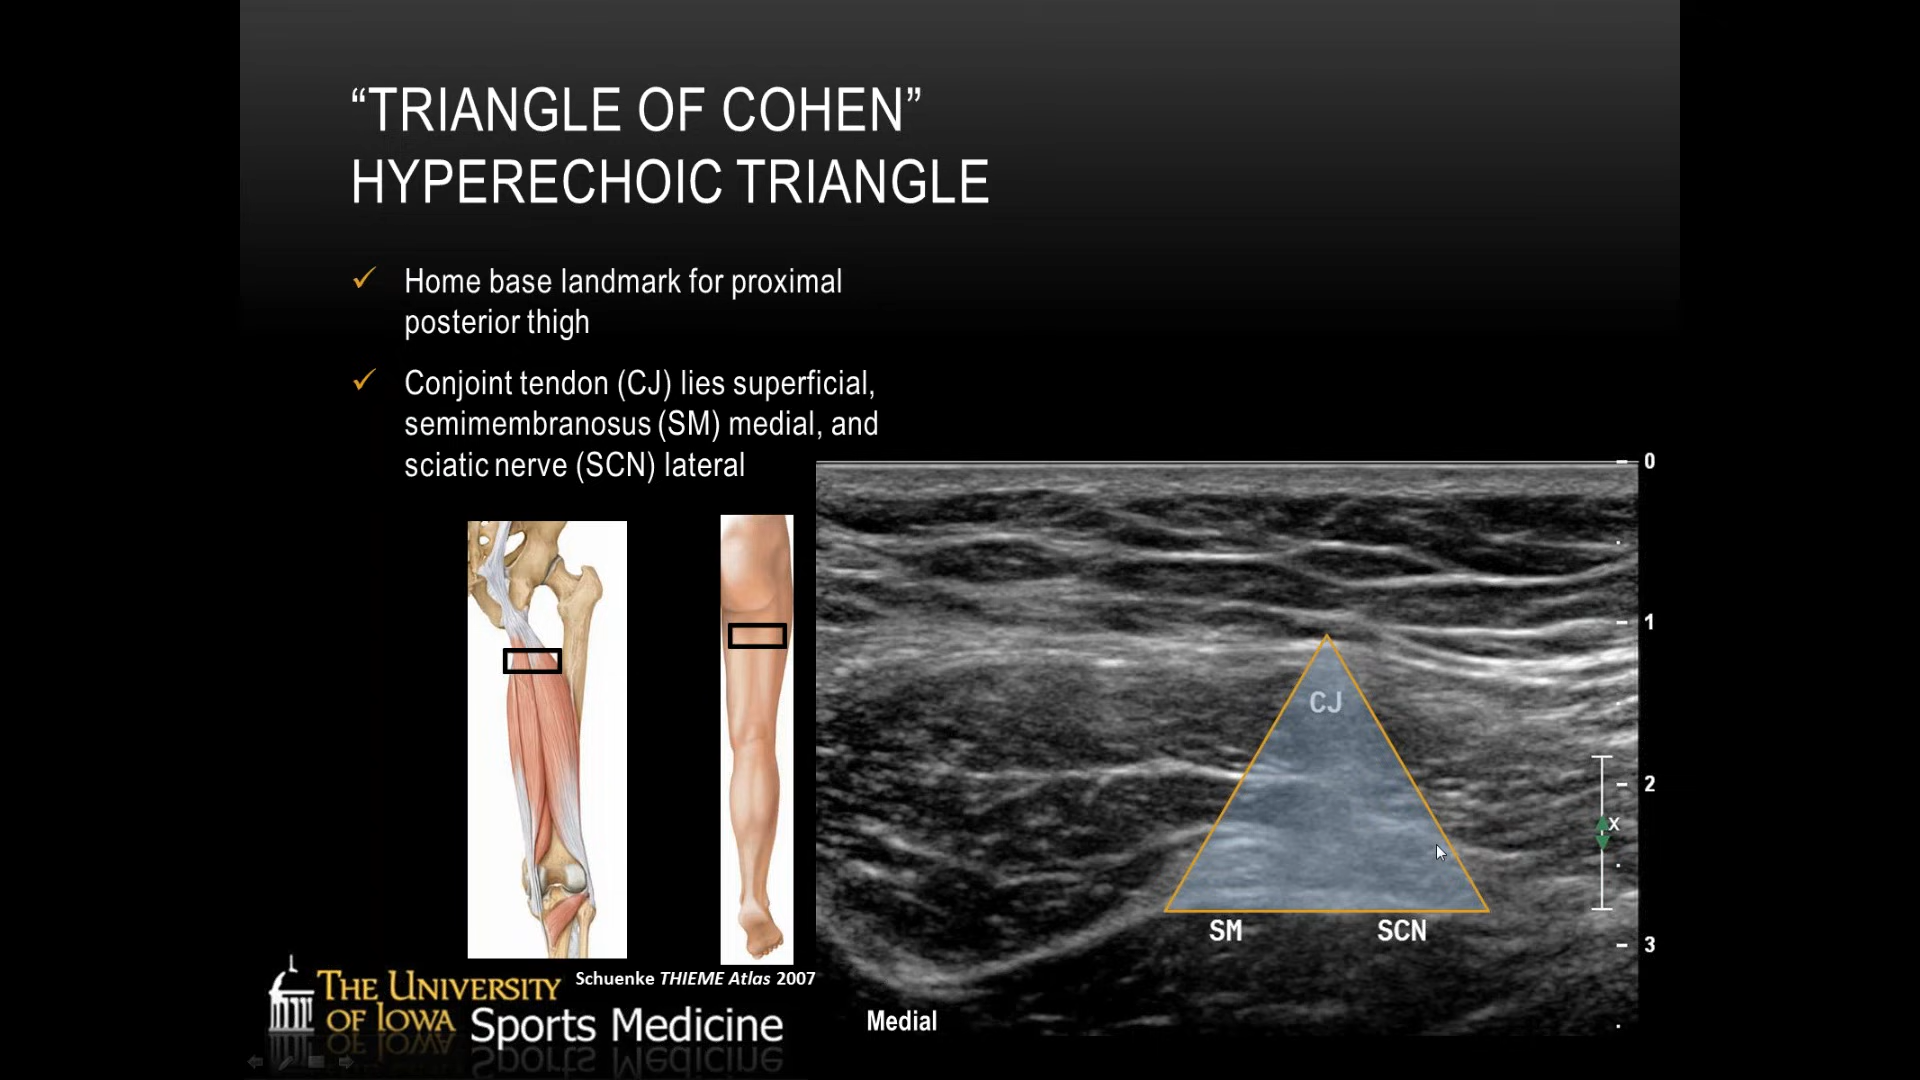 “TRIANGLE OF COHEN”
HYPERECHOIC TRIANGLE
Home base landmark for proximal
posterior thigh
Conjoint tendon (CJ) lies superficial,
semimembranosus (SM) medial, and
sciatic nerve (SCN) lateral
0
1
CJ
2
X
SM SCN
3
Schuenke THIEME Atlas 2007
THE UNIVERSITY
OF IOWA Sports Medicine
Medial